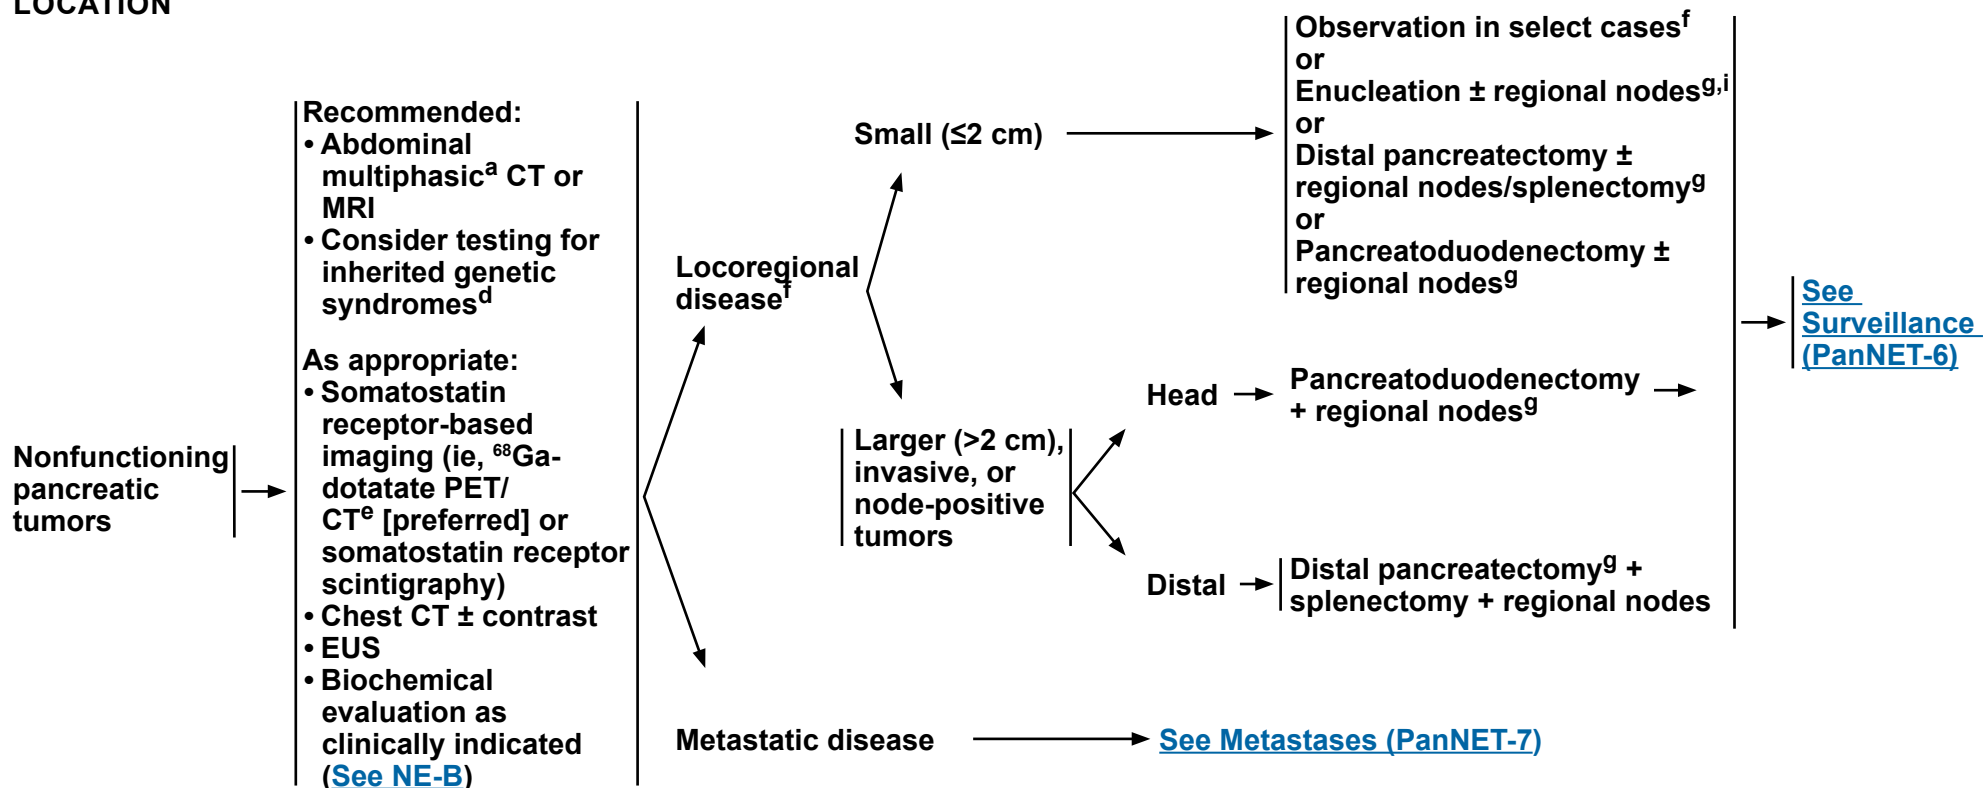 LOCATION
Nonfunctioning
pancreatic
tumors
Recommended:
• Abdominal
multiphasicᵃ CT or
MRI
• Consider testing for
inherited genetic
syndromesᵈ
As appropriate:
• Somatostatin
receptor-based
imaging (ie, ⁶⁸Ga-
dotatate PET/
CTᵉ [preferred] or
somatostatin receptor
scintigraphy)
• Chest CT ± contrast
• EUS
• Biochemical
evaluation as
clinically indicated
(See NE-B)
Locoregional
diseaseᶠ
Small (≤2 cm)
Observation in select casesᶠ
or
Enucleation ± regional nodesᵍ,ⁱ
or
Distal pancreatectomy ±
regional nodes/splenectomyᵍ
or
Pancreatoduodenectomy ±
regional nodesᵍ
Larger (>2 cm),
invasive, or
node-positive
tumors
Head
Pancreatoduodenectomy
+ regional nodesᵍ
Distal
Distal pancreatectomyᵍ +
splenectomy + regional nodes
See
Surveillance
(PanNET-6)
Metastatic disease
See Metastases (PanNET-7)